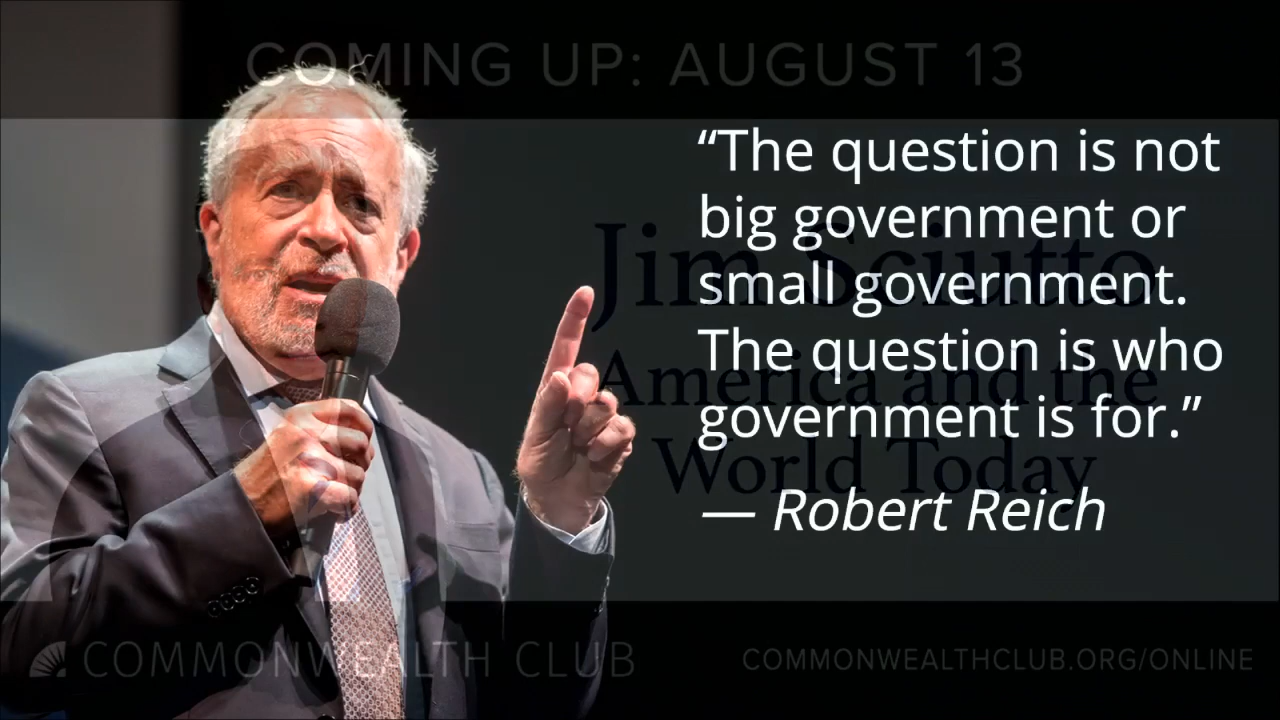 COMING UP: AUGUST 13
“The question is not
big government or
small government.
The question is who
government is for.”
— Robert Reich
Jim Sciutto
America and the
World Today
COMMONWEALTH CLUB
COMMONWEALTHCLUB.ORG/ONLINE